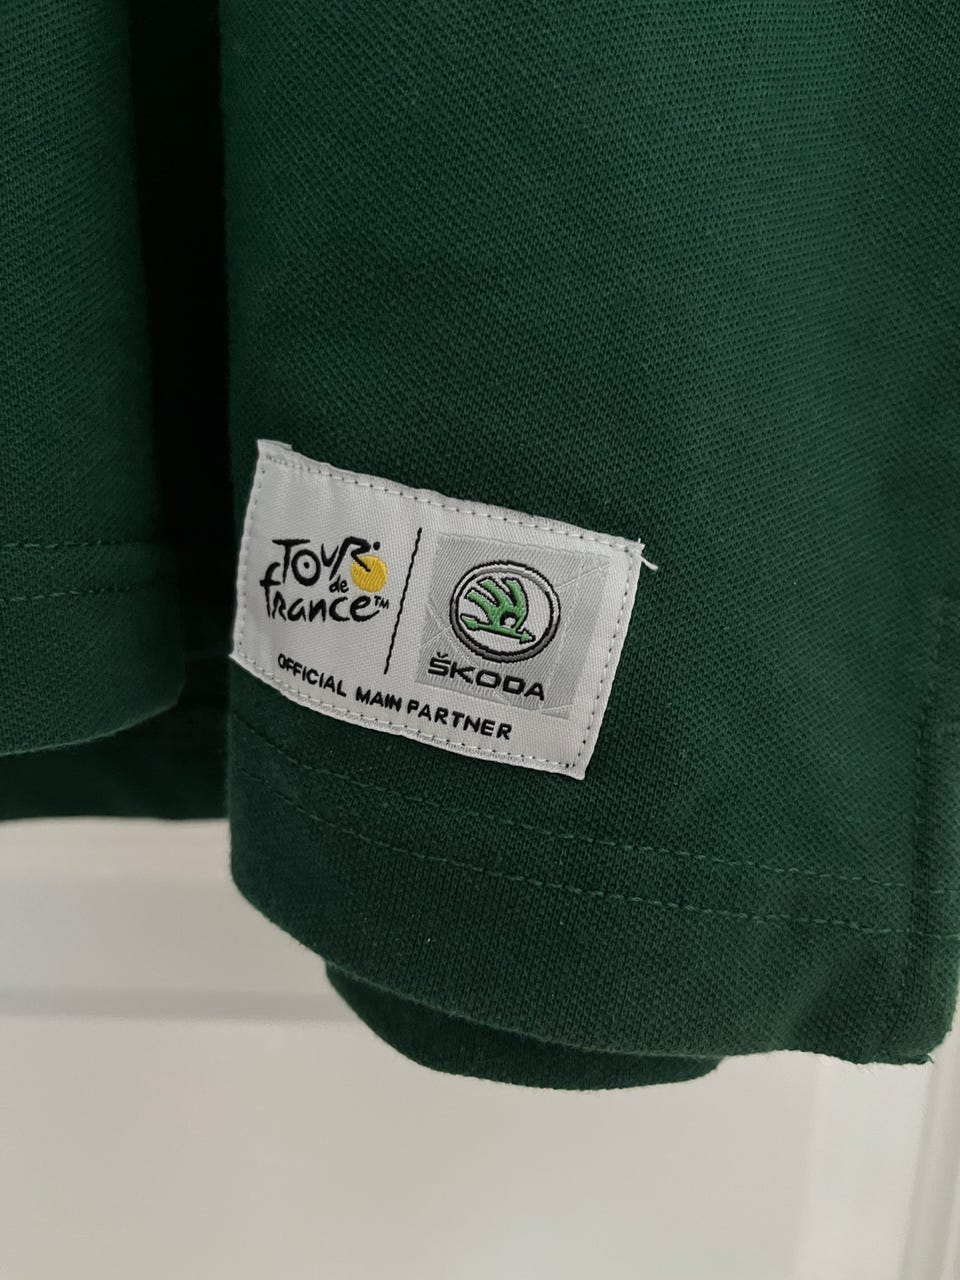 TOUR
de
france™
ŠKODA
OFFICIAL MAIN PARTNER